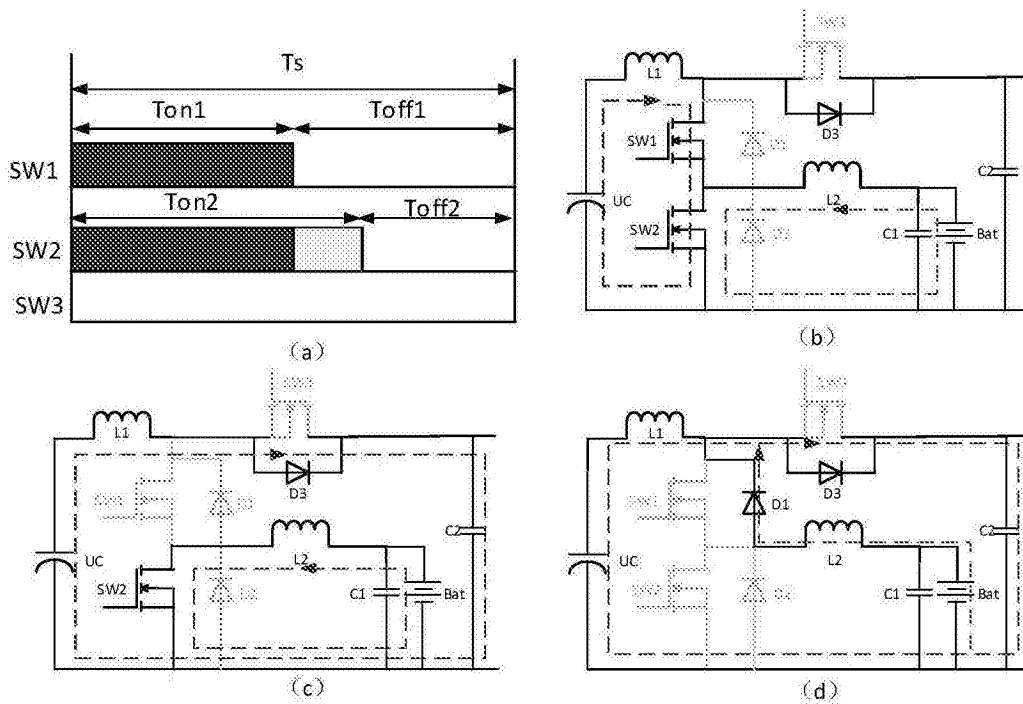 Ts
Ton1
Toff1
SW1
Ton2
Toff2
SW2
SW3
(a)
L1
D3
SW1
L2
C2
UC
SW2
C1
Bat
(b)
L1
D3
L2
C2
UC
SW2
C1
Bat
(c)
L1
D3
D1
L2
C2
UC
C1
Bat
(d)